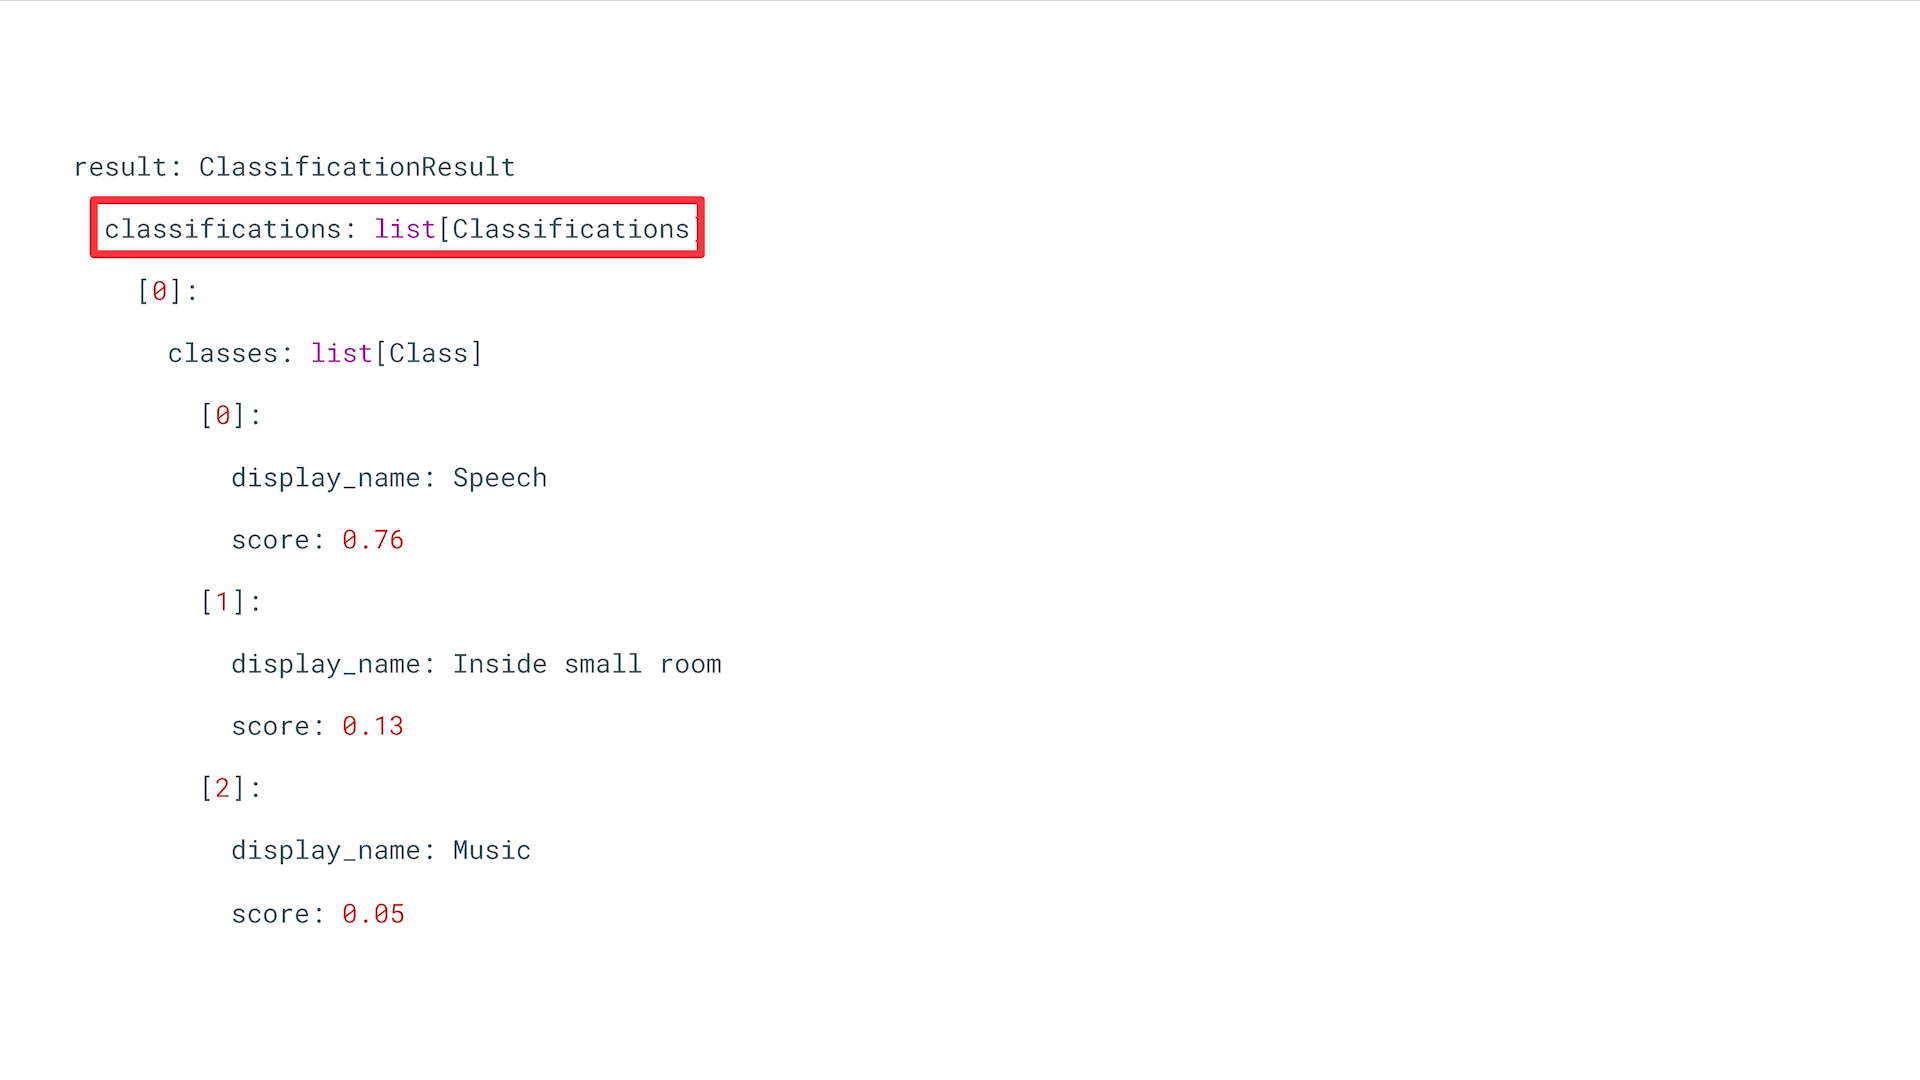 result: ClassificationResult
classifications: list[Classifications]
[0]:
classes: list[Class]
[0]:
display_name: Speech
score: 0.76
[1]:
display_name: Inside small room
score: 0.13
[2]:
display_name: Music
score: 0.05